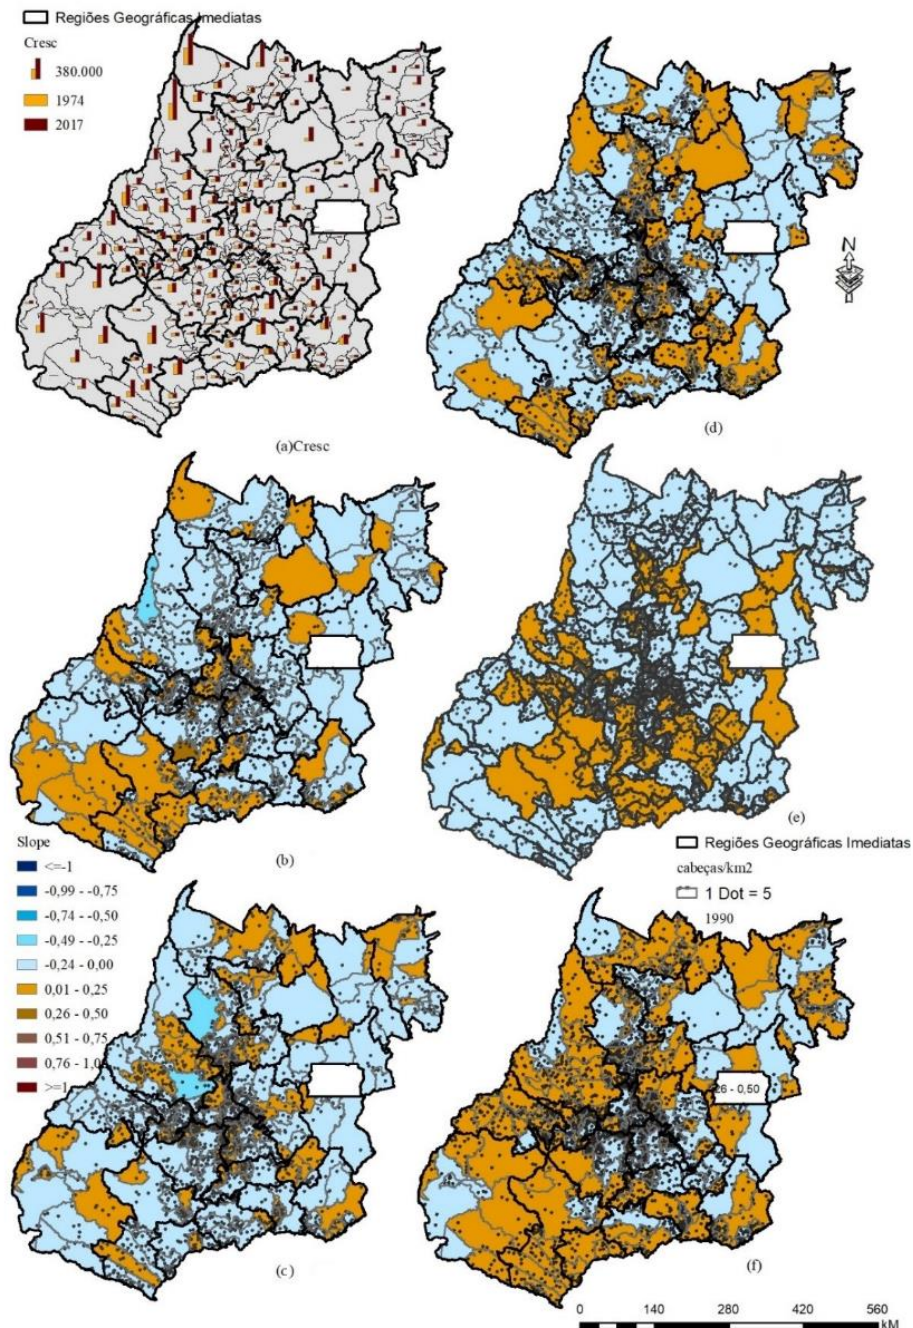 Regiões Geográficas Imediatas
Cresc
380.000
1974
2017
(a)Cresc
N
(d)
(b)
(e)
Slope
<=-1
-0,99 - -0,75
-0,74 - -0,50
-0,49 - -0,25
-0,24 - 0,00
0,01 - 0,25
0,26 - 0,50
0,51 - 0,75
0,76 - 1,0
>=1
Regiões Geográficas Imediatas
cabeças/km2
1 Dot = 5
1990
26 - 0,50
(c)
(f)
0 140 280 420 560
kM